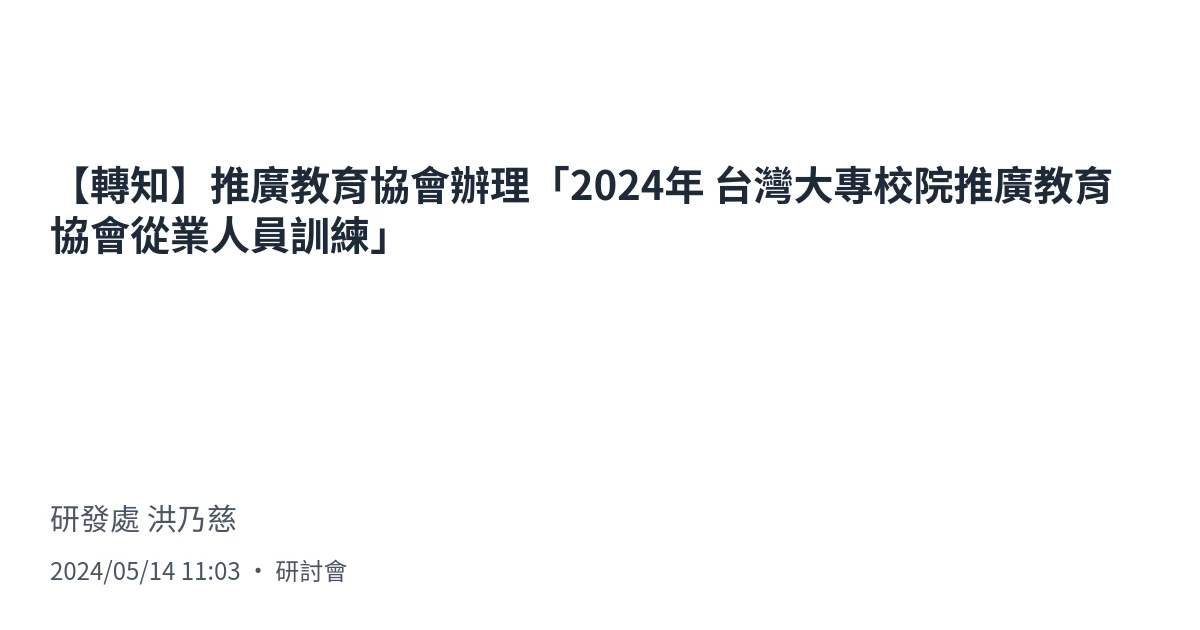 【轉知】推廣教育協會辦理「2024年 台灣大專校院推廣教育
協會從業人員訓練」
研發處 洪乃慈
2024/05/14 11:03 • 研討會